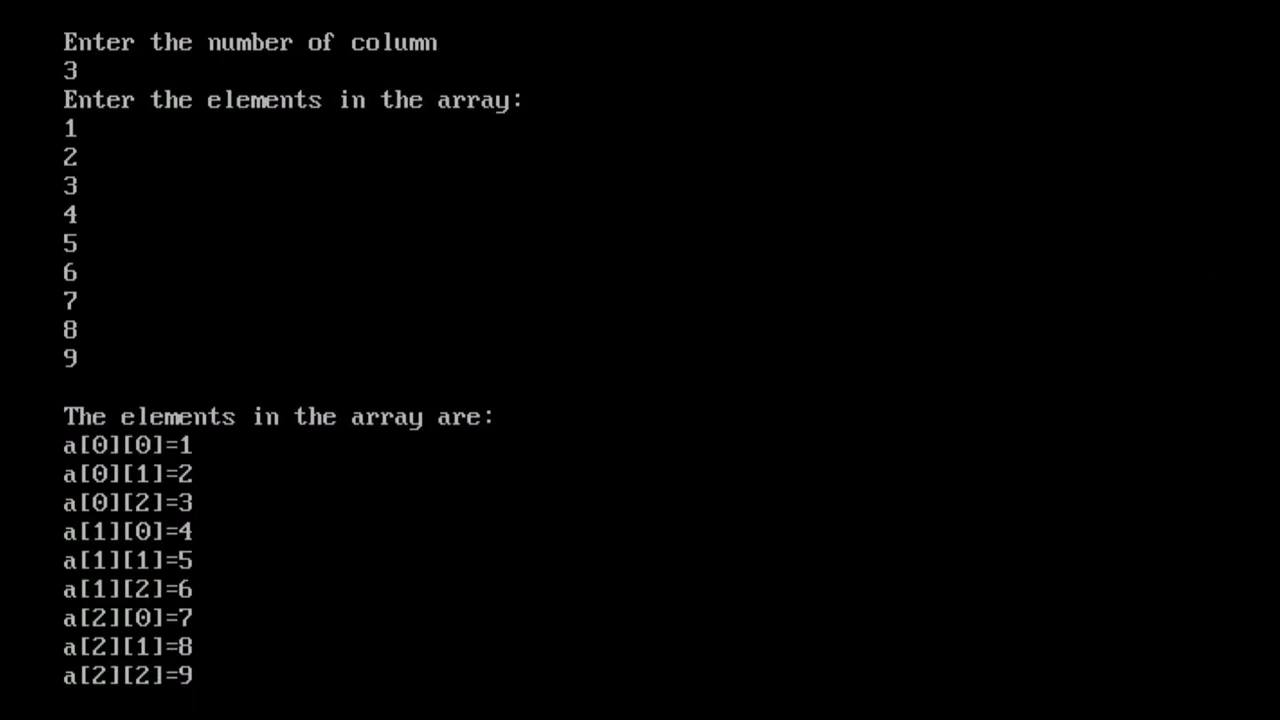 Enter the number of column
3
Enter the elements in the array:
1
2
3
4
5
6
7
8
9
The elements in the array are:
a[0][0]=1
a[0][1]=2
a[0][2]=3
a[1][0]=4
a[1][1]=5
a[1][2]=6
a[2][0]=7
a[2][1]=8
a[2][2]=9